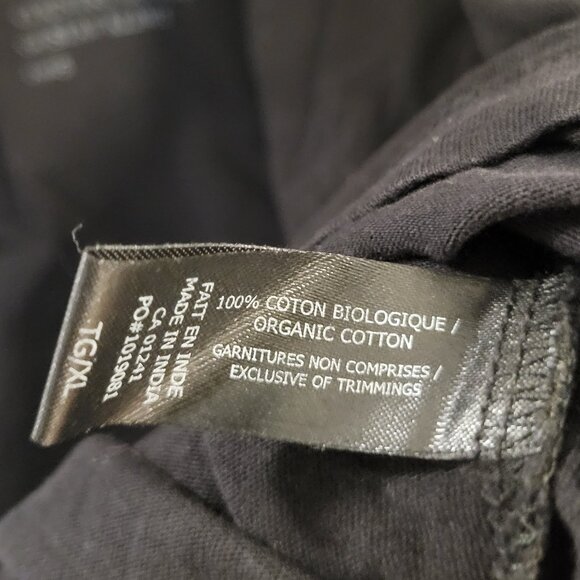 100% COTON BIOLOGIQUE /
ORGANIC COTTON
GARNITURES NON COMPRISES /
EXCLUSIVE OF TRIMMINGS
FAIT EN INDE
MADE IN INDIA
CA 01241
PO#1019081
TG/XL